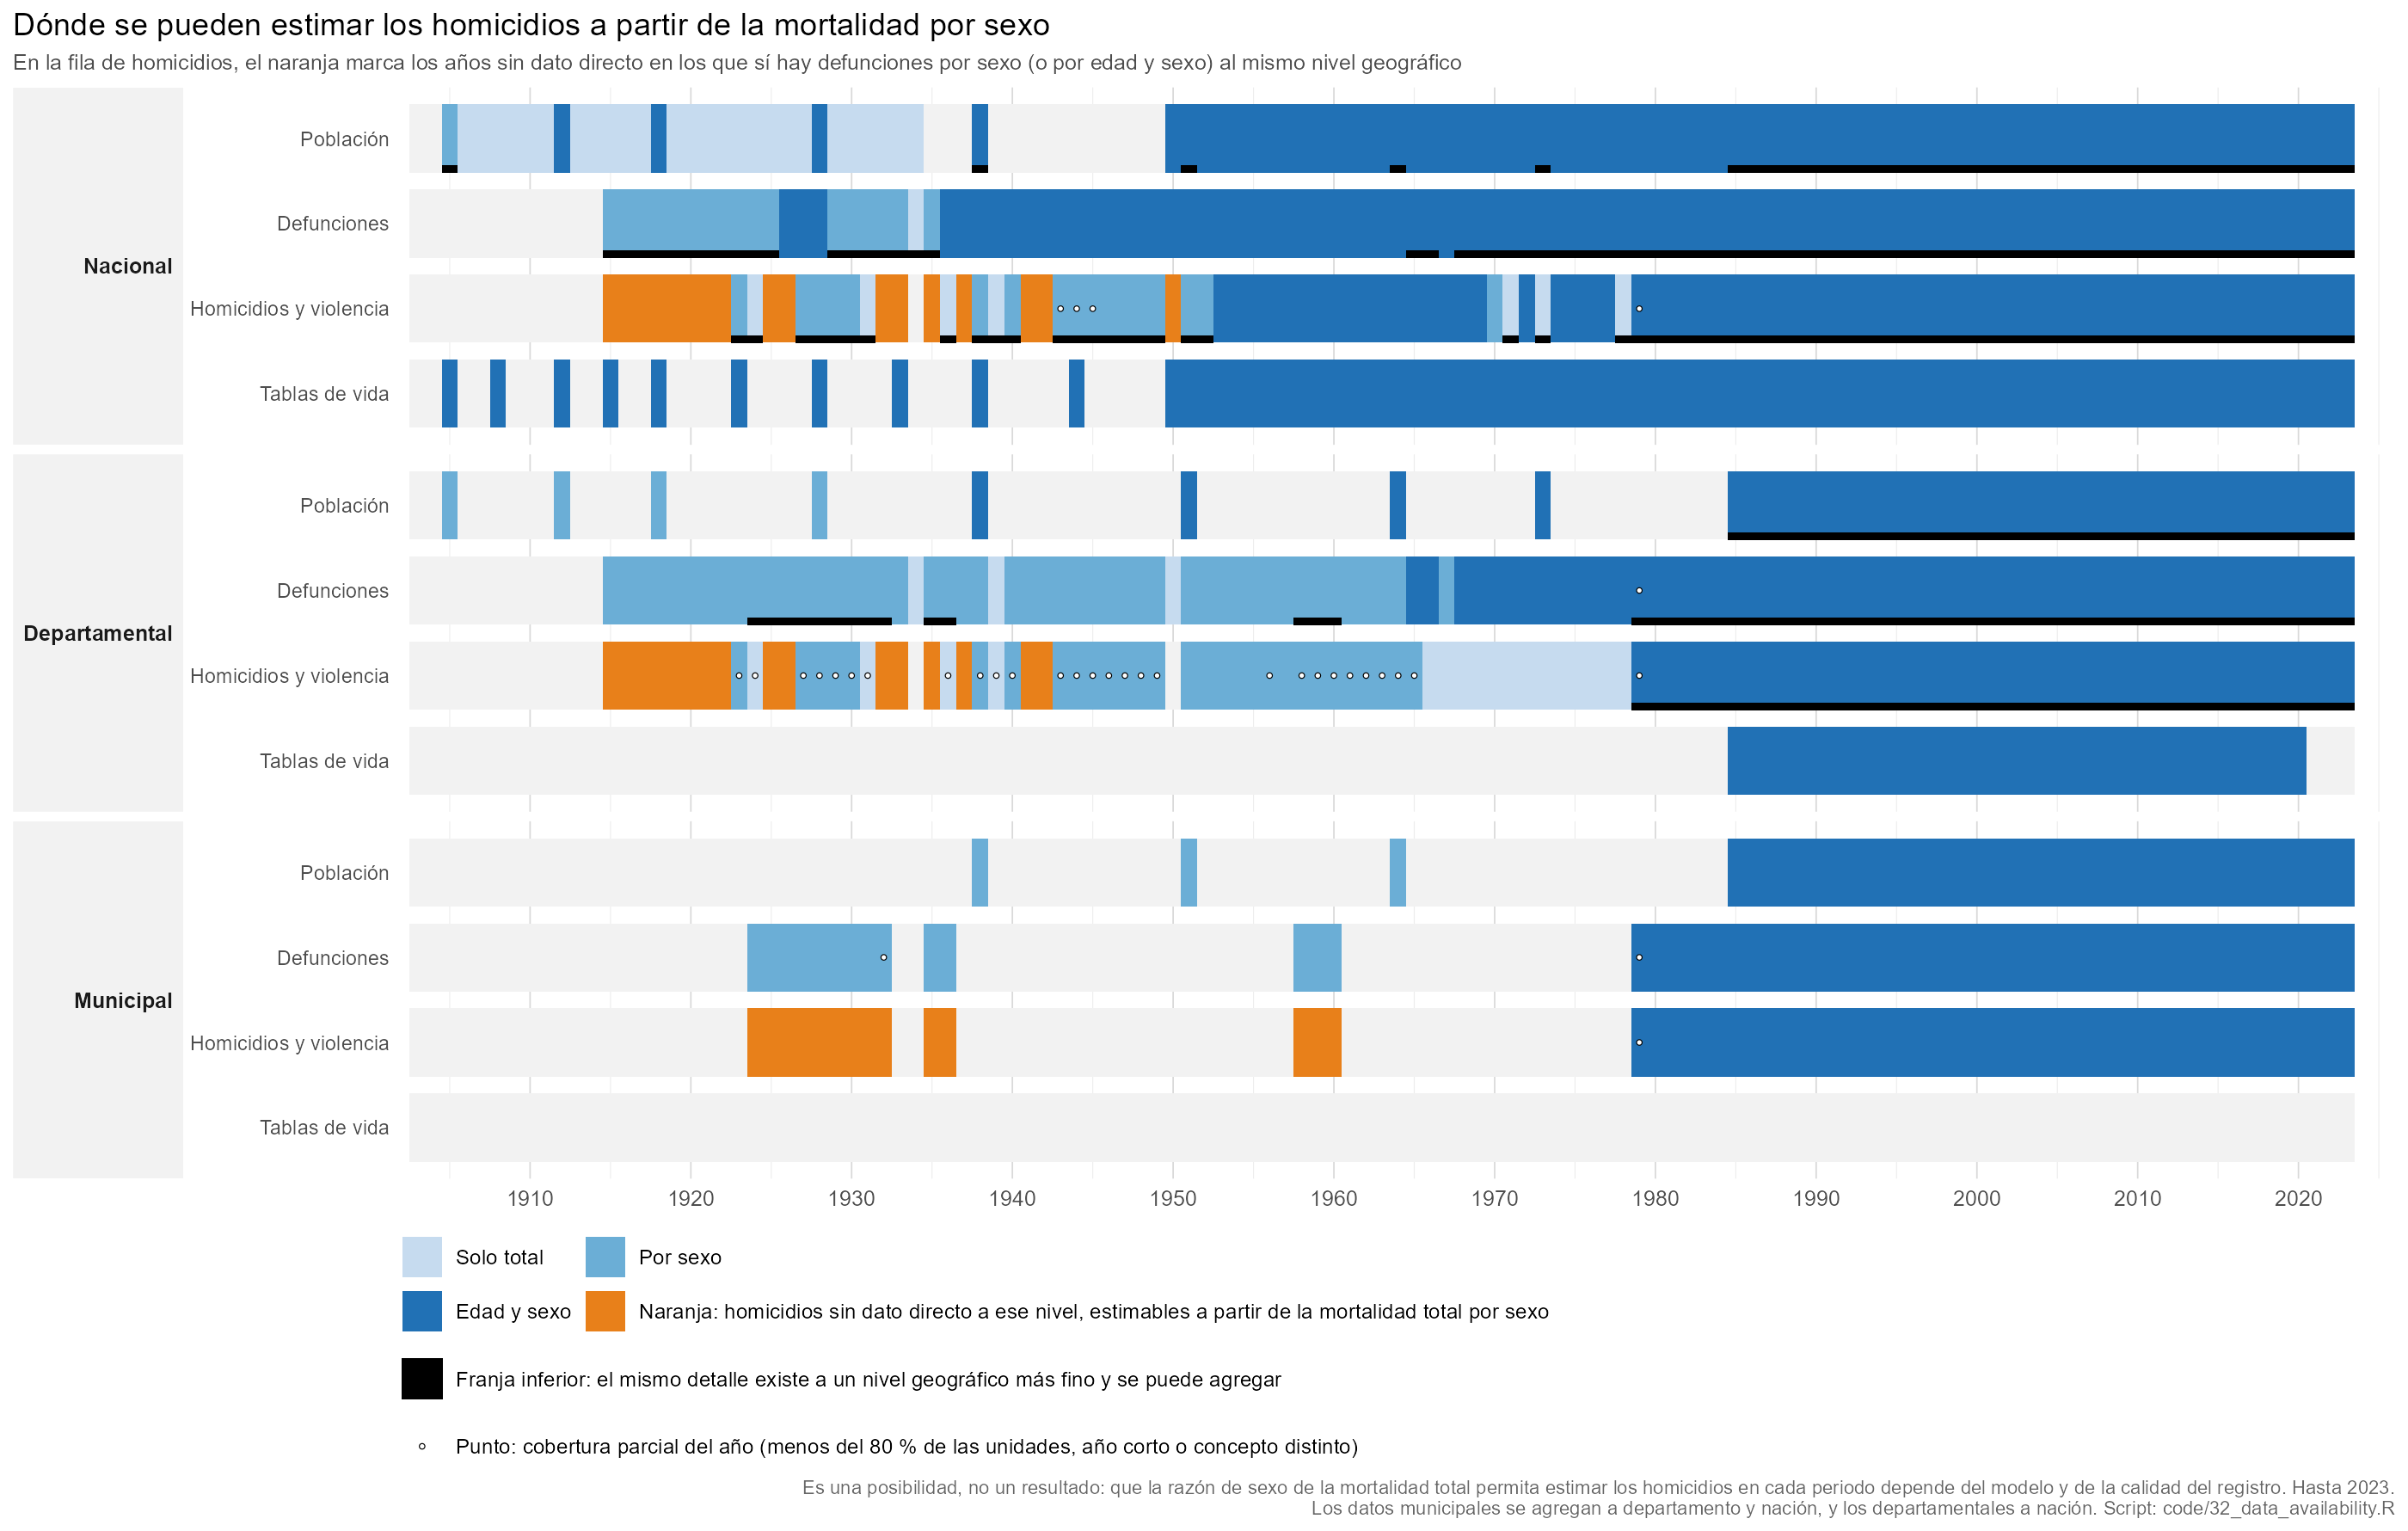 Dónde se pueden estimar los homicidios a partir de la mortalidad por sexo
En la fila de homicidios, el naranja marca los años sin dato directo en los que sí hay defunciones por sexo (o por edad y sexo) al mismo nivel geográfico
Nacional
Población
Defunciones
Homicidios y violencia
Tablas de vida
Departamental
Población
Defunciones
Homicidios y violencia
Tablas de vida
Municipal
Población
Defunciones
Homicidios y violencia
Tablas de vida
1910 1920 1930 1940 1950 1960 1970 1980 1990 2000 2010 2020
Solo total Por sexo
Edad y sexo Naranja: homicidios sin dato directo a ese nivel, estimables a partir de la mortalidad total por sexo
Franja inferior: el mismo detalle existe a un nivel geográfico más fino y se puede agregar
Punto: cobertura parcial del año (menos del 80 % de las unidades, año corto o concepto distinto)
Es una posibilidad, no un resultado: que la razón de sexo de la mortalidad total permita estimar los homicidios en cada periodo depende del modelo y de la calidad del registro. Hasta 2023.
Los datos municipales se agregan a departamento y nación, y los departamentales a nación. Script: code/32_data_availability.R